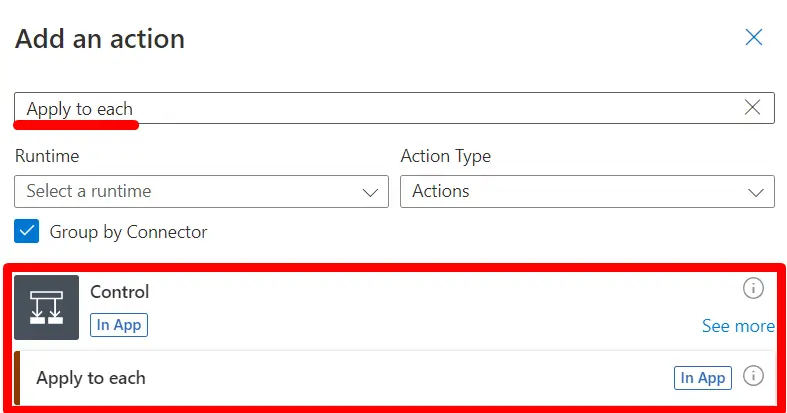 Add an action
Apply to each
Runtime
Action Type
Select a runtime
Actions
Group by Connector
Control
In App
See more
Apply to each
In App